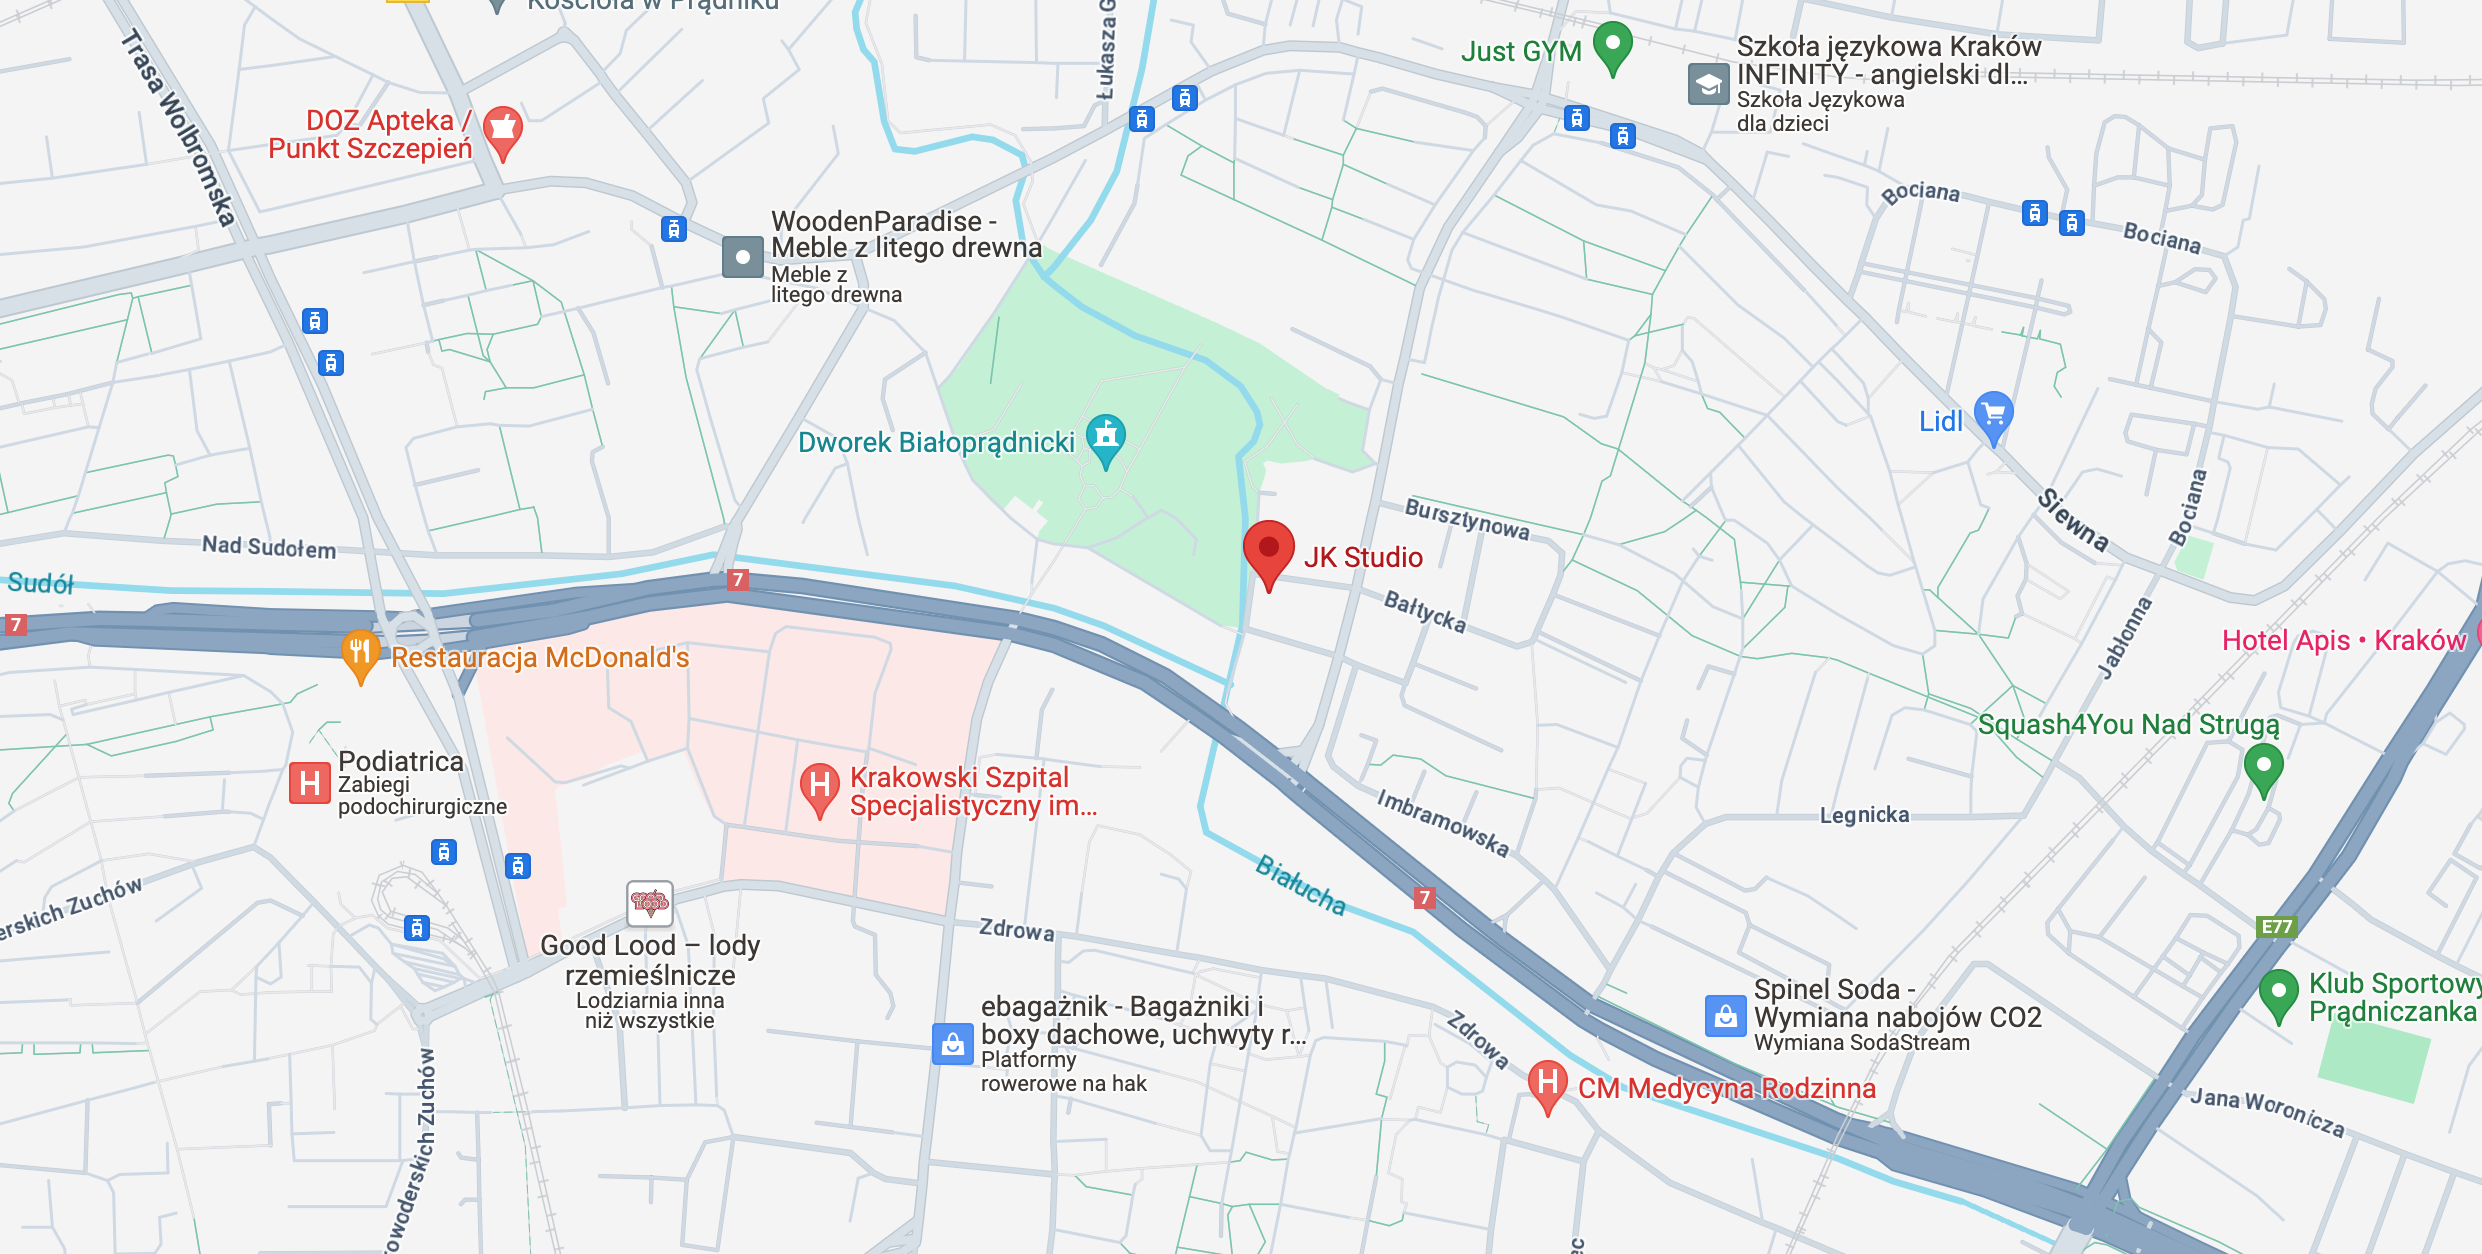 Kościoła w Prądniku
Trasa Wolbromska
Łukasza G
Just GYM
Szkoła językowa Kraków
INFINITY - angielski dl...
Szkoła Językowa
dla dzieci
DOZ Apteka /
Punkt Szczepień
Bociana
Bociana
WoodenParadise -
Meble z litego drewna
Meble z
litego drewna
Lidl
Dworek Białoprądnicki
Siewna
Bociana
Bursztynowa
Nad Sudołem
JK Studio
Sudół
7
7
Bałtycka
Jabłonna
Hotel Apis • Kraków
Restauracja McDonald's
Squash4You Nad Strugą
Podiatrica
Zabiegi
podochirurgiczne
Krakowski Szpital
Specjalistyczny im...
Imbramowska
Legnicka
Białucha
7
erskich Zuchów
Zdrowa
E77
Good Lood – lody
rzemieślnicze
Lodziarnia inna
niż wszystkie
ebagażnik - Bagażniki i
boxy dachowe, uchwyty r...
Platformy
rowerowe na hak
Spinel Soda -
Wymiana nabojów CO2
Wymiana SodaStream
Klub Sportowy
Prądniczanka
Zdrowa
CM Medycyna Rodzinna
Jana Woronicza
owoderskich Zuchów
ec